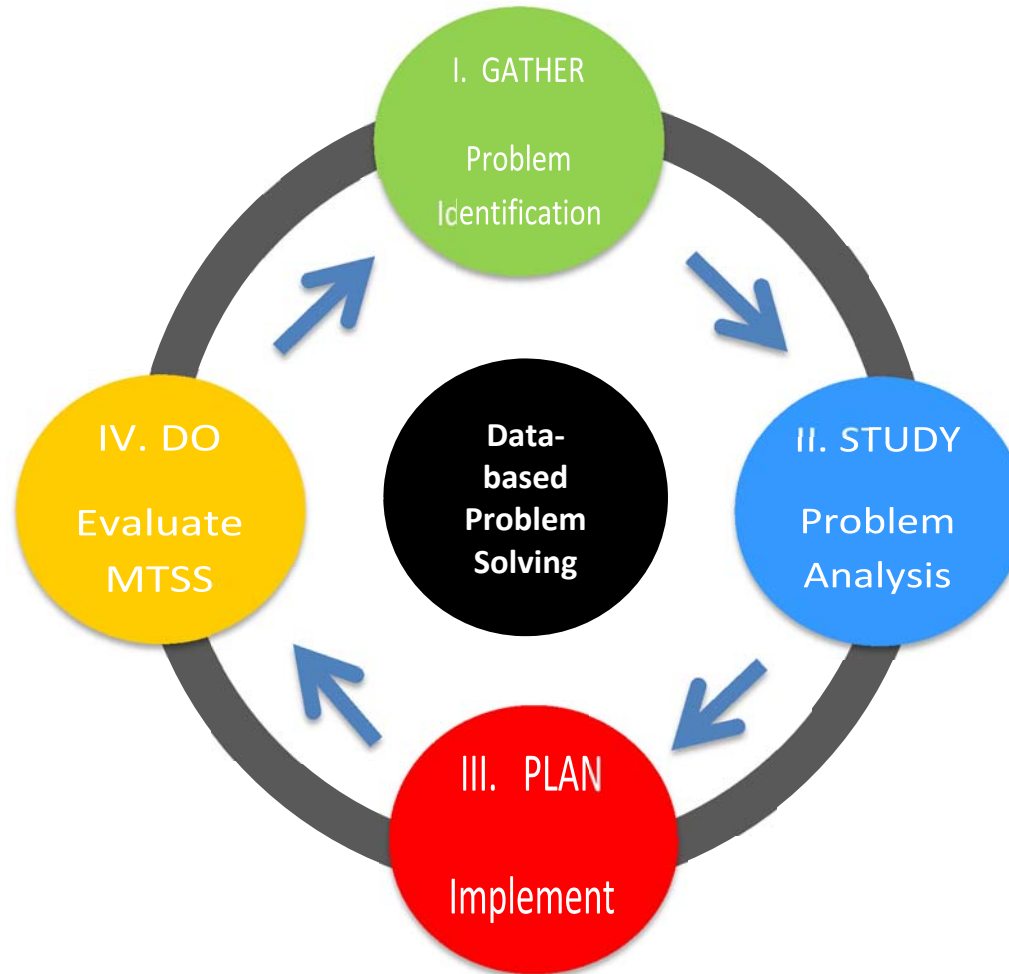 I. GATHER
Problem
Identification
II. STUDY
Problem
Analysis
III. PLAN
Implement
IV. DO
Evaluate
MTSS
Data-
based
Problem
Solving